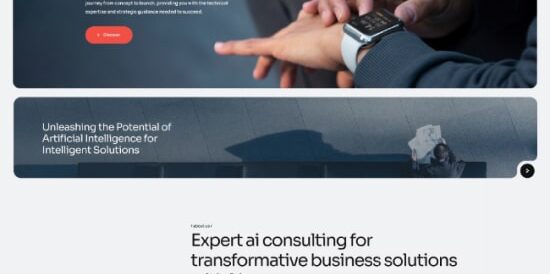 journey from concept to launch, providing you with the technical
expertise and strategic guidance needed to succeed.
Discover
Unleashing the Potential of
Artificial Intelligence for
Intelligent Solutions
Expert ai consulting for
transformative business solutions